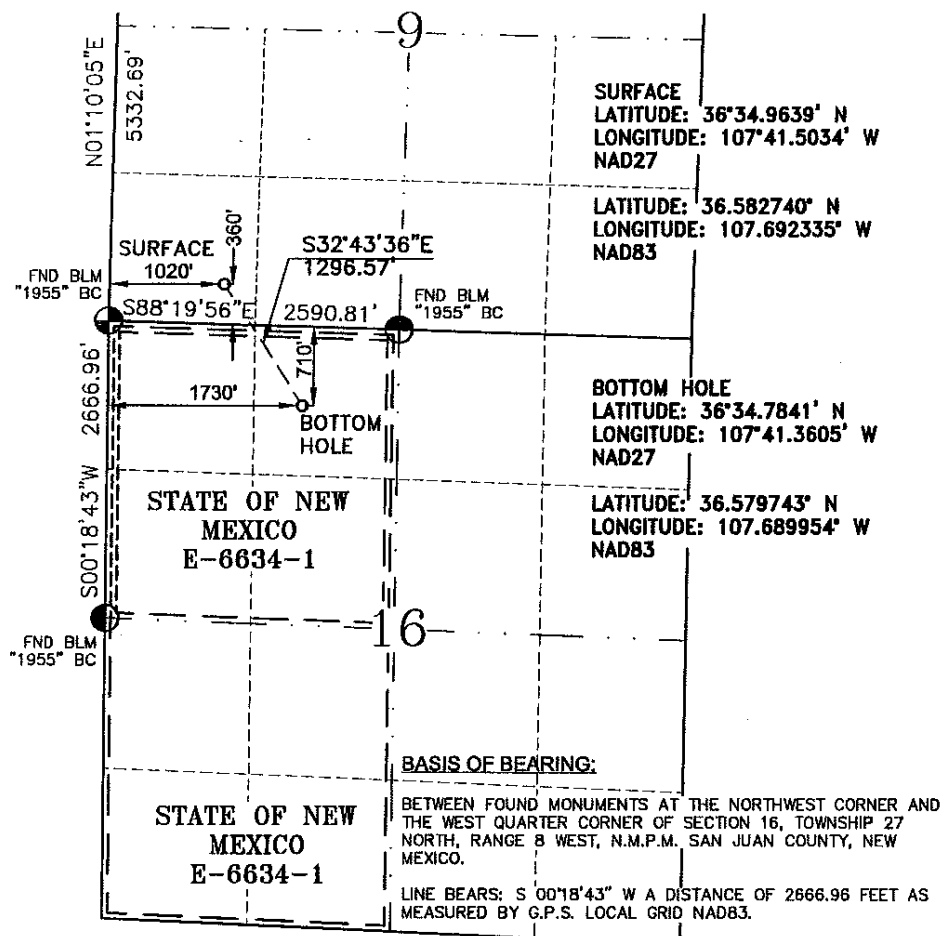 9
N01°10'05"E
5332.69'
SURFACE
LATITUDE: 36°34.9639' N
LONGITUDE: 107°41.5034' W
NAD27
LATITUDE: 36.582740° N
LONGITUDE: 107.692335° W
NAD83
SURFACE
1020'
360'
S32°43'36"E
1296.57'
FND BLM
"1955" BC
S88°19'56"E
2590.81'
FND BLM
"1955" BC
2666.96'
S00°18'43"W
710'
1730'
BOTTOM
HOLE
BOTTOM HOLE
LATITUDE: 36°34.7841' N
LONGITUDE: 107°41.3605' W
NAD27
LATITUDE: 36.579743° N
LONGITUDE: 107.689954° W
NAD83
STATE OF NEW
MEXICO
E-6634-1
16
FND BLM
"1955" BC
BASIS OF BEARING:
BETWEEN FOUND MONUMENTS AT THE NORTHWEST CORNER AND
THE WEST QUARTER CORNER OF SECTION 16, TOWNSHIP 27
NORTH, RANGE 8 WEST, N.M.P.M. SAN JUAN COUNTY, NEW
MEXICO.
LINE BEARS: S 00°18'43" W A DISTANCE OF 2666.96 FEET AS
MEASURED BY G.P.S. LOCAL GRID NAD83.
STATE OF NEW
MEXICO
E-6634-1